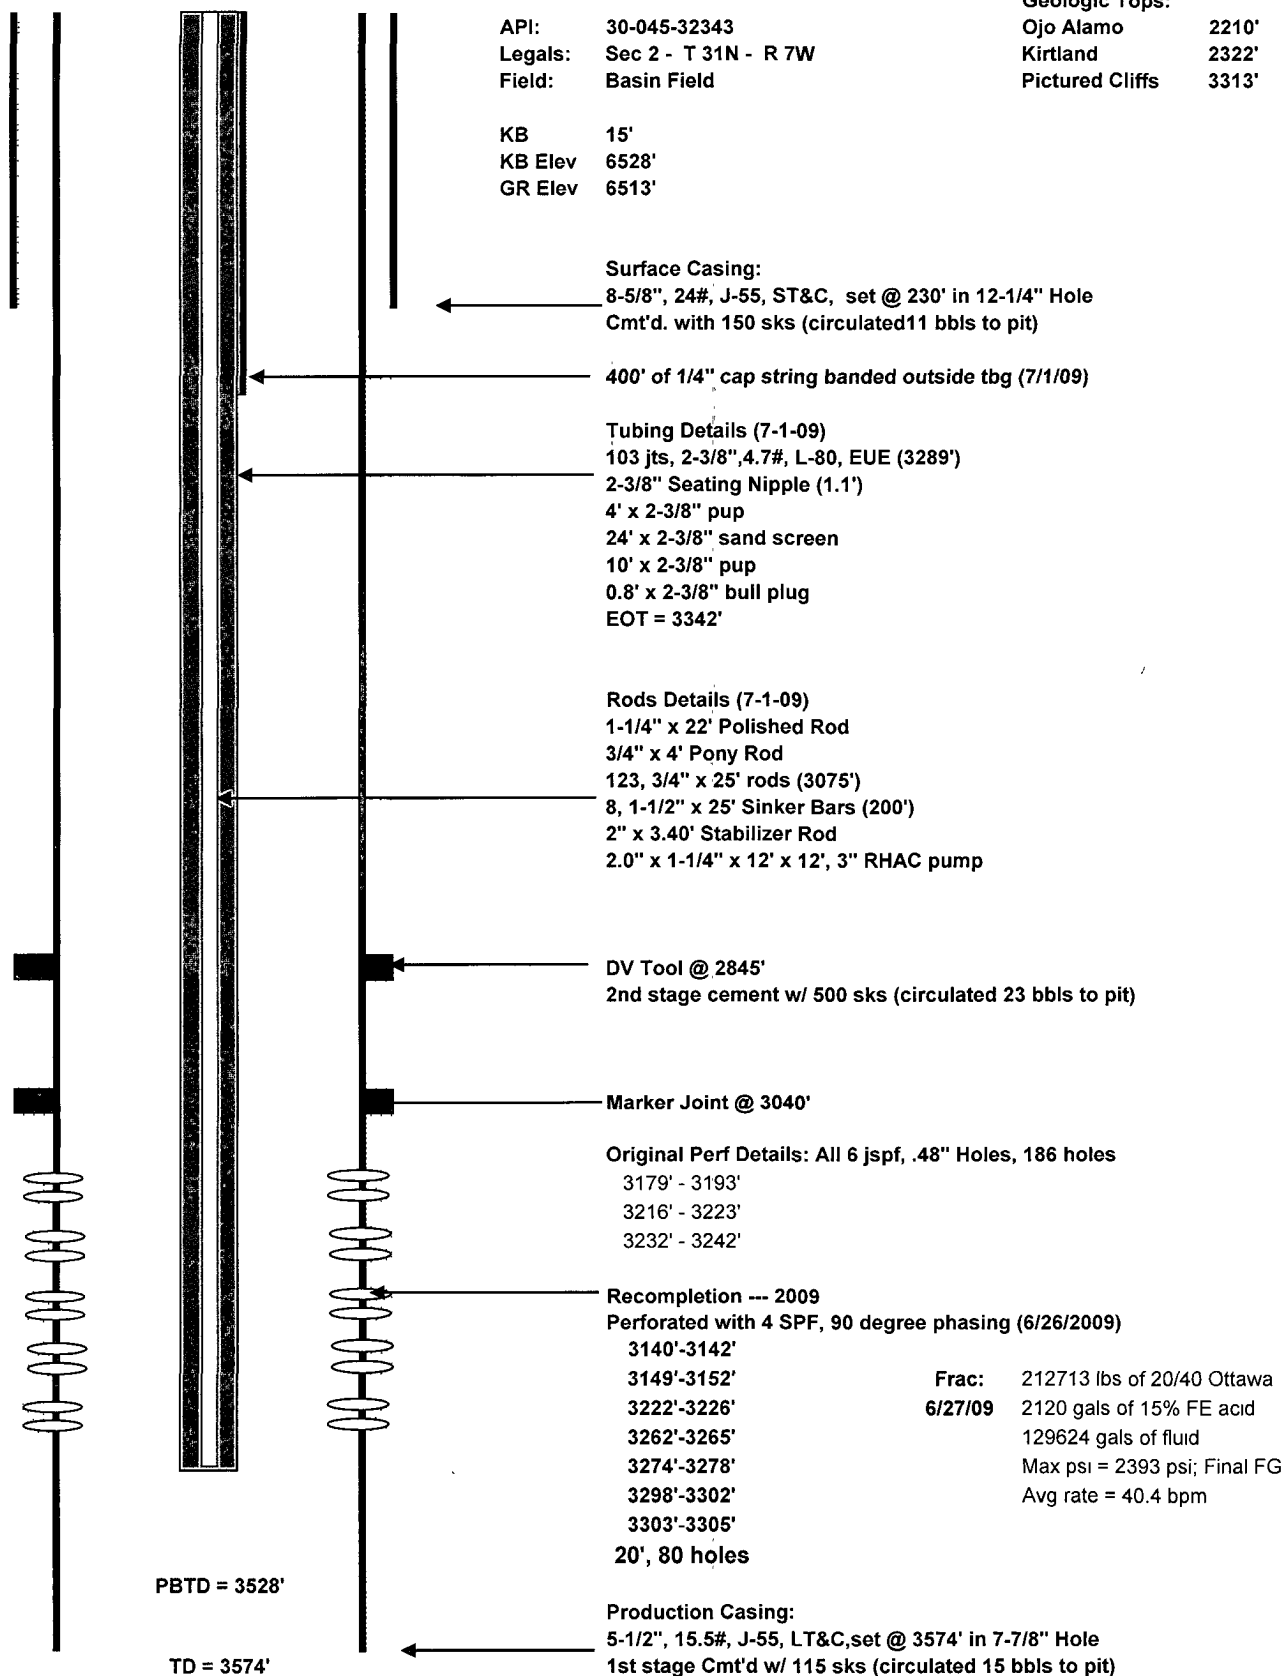 Geologic Tops:
API: 30-045-32343
Ojo Alamo 2210'
Legals: Sec 2 - T 31N - R 7W
Kirtland 2322'
Field: Basin Field
Pictured Cliffs 3313'
KB 15'
KB Elev 6528'
GR Elev 6513'
Surface Casing:
8-5/8", 24#, J-55, ST&C, set @ 230' in 12-1/4" Hole
Cmt'd. with 150 sks (circulated11 bbls to pit)
400' of 1/4" cap string banded outside tbg (7/1/09)
Tubing Details (7-1-09)
103 jts, 2-3/8",4.7#, L-80, EUE (3289')
2-3/8" Seating Nipple (1.1')
4' x 2-3/8" pup
24' x 2-3/8" sand screen
10' x 2-3/8" pup
0.8' x 2-3/8" bull plug
EOT = 3342'
Rods Details (7-1-09)
1-1/4" x 22' Polished Rod
3/4" x 4' Pony Rod
123, 3/4" x 25' rods (3075')
8, 1-1/2" x 25' Sinker Bars (200')
2" x 3.40' Stabilizer Rod
2.0" x 1-1/4" x 12' x 12', 3" RHAC pump
DV Tool @ 2845'
2nd stage cement w/ 500 sks (circulated 23 bbls to pit)
Marker Joint @ 3040'
Original Perf Details: All 6 jspf, .48" Holes, 186 holes
3179' - 3193'
3216' - 3223'
3232' - 3242'
Recompletion --- 2009
Perforated with 4 SPF, 90 degree phasing (6/26/2009)
3140'-3142'
3149'-3152'
3222'-3226'
3262'-3265'
3274'-3278'
3298'-3302'
3303'-3305'
20', 80 holes
Frac: 212713 lbs of 20/40 Ottawa
6/27/09 2120 gals of 15% FE acid
129624 gals of fluid
Max psi = 2393 psi; Final FG
Avg rate = 40.4 bpm
PBTD = 3528'
Production Casing:
5-1/2", 15.5#, J-55, LT&C,set @ 3574' in 7-7/8" Hole
TD = 3574'
1st stage Cmt'd w/ 115 sks (circulated 15 bbls to pit)